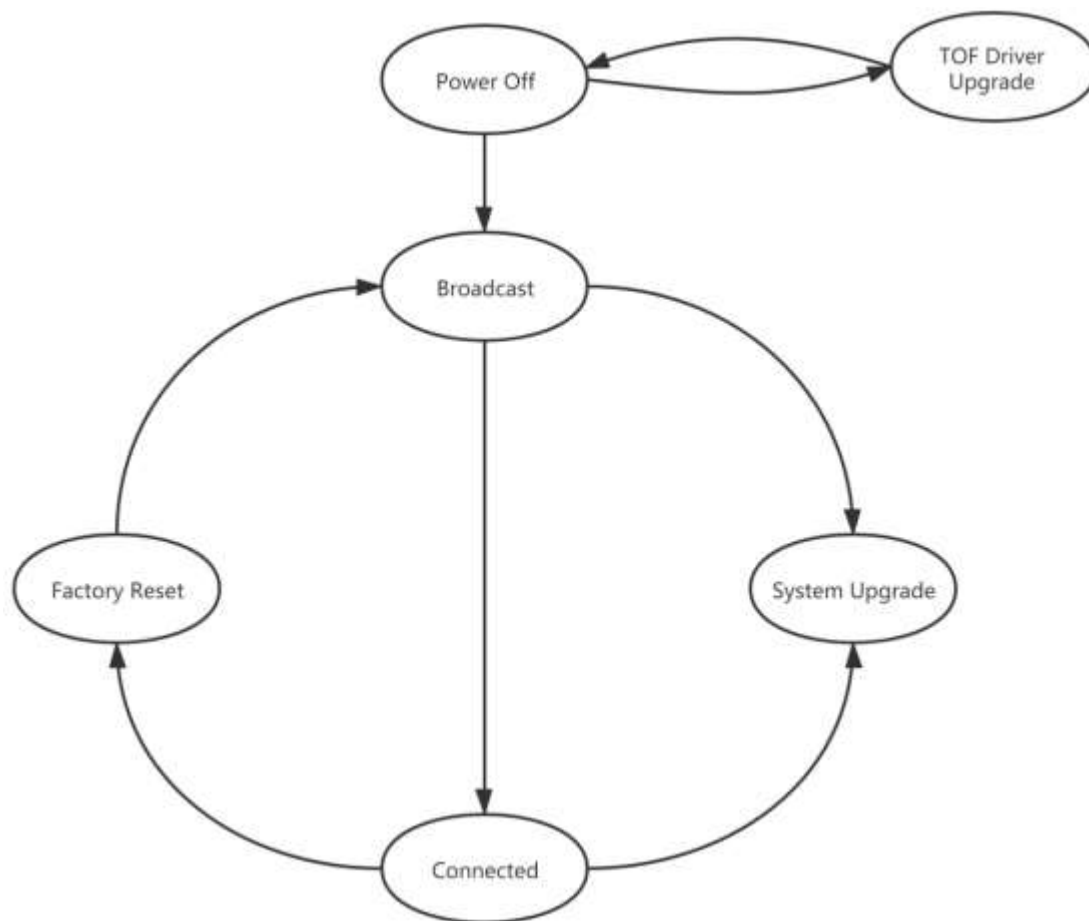 TOF Driver
Upgrade
Power Off
Broadcast
Factory Reset
System Upgrade
Connected